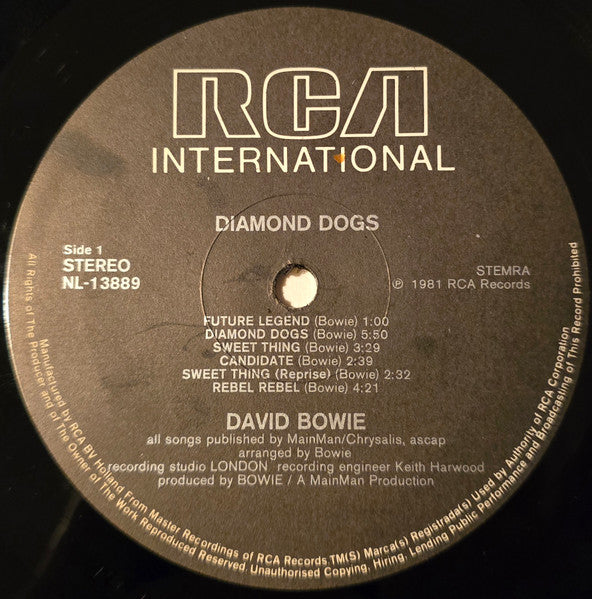 RCA
INTERNATIONAL
DIAMOND DOGS
Side 1
STEREO
NL-13889
STEMRA
℗ 1981 RCA Records
FUTURE LEGEND (Bowie) 1:00
DIAMOND DOGS (Bowie) 5:50
SWEET THING (Bowie) 3:29
CANDIDATE (Bowie) 2:39
SWEET THING (Reprise) (Bowie) 2:32
REBEL REBEL (Bowie) 4:21
DAVID BOWIE
all songs published by MainMan/Chrysalis, ascap
arranged by Bowie
recording studio LONDON recording engineer Keith Harwood
produced by BOWIE / A MainMan Production
Manufactured by RCA BV Holland From Master Recordings of RCA Records.TM(S) Marca(s) Registrada(s) Used by Authority of RCA Corporation
All Rights of The Producer and of The Owner of The Work Reproduced Reserved. Unauthorised Copying, Hiring, Lending Public Performance and Broadcasting of This Record Prohibited